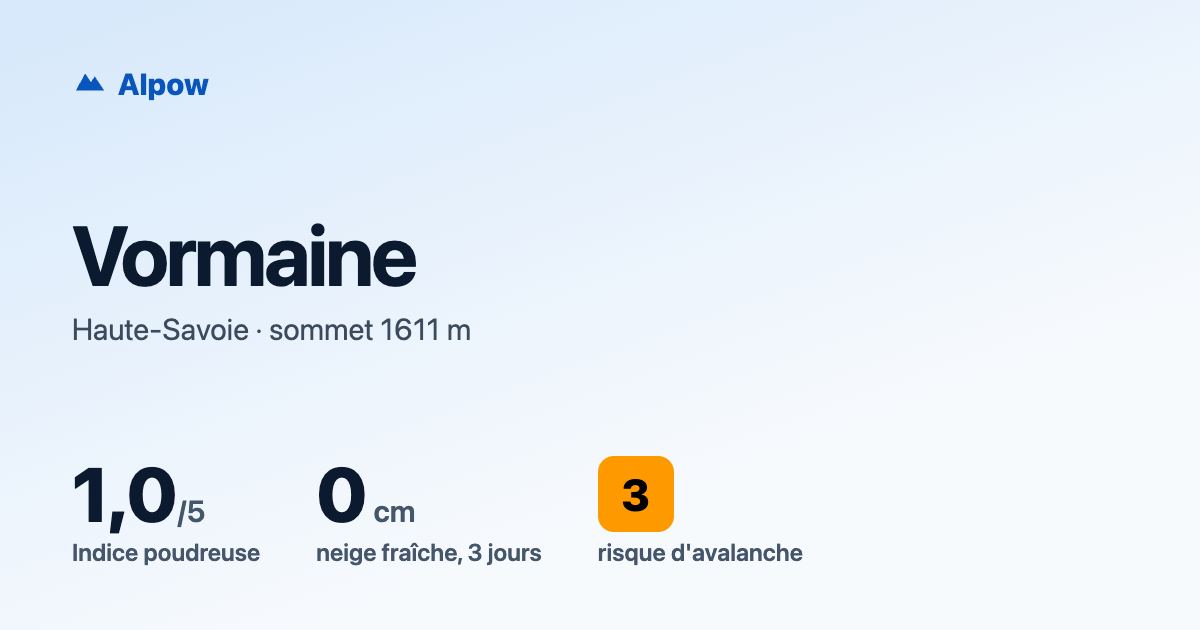 Alpow
Vormaine
Haute-Savoie · sommet 1611 m
1,0/5
Indice poudreuse
0 cm
neige fraîche, 3 jours
3
risque d'avalanche